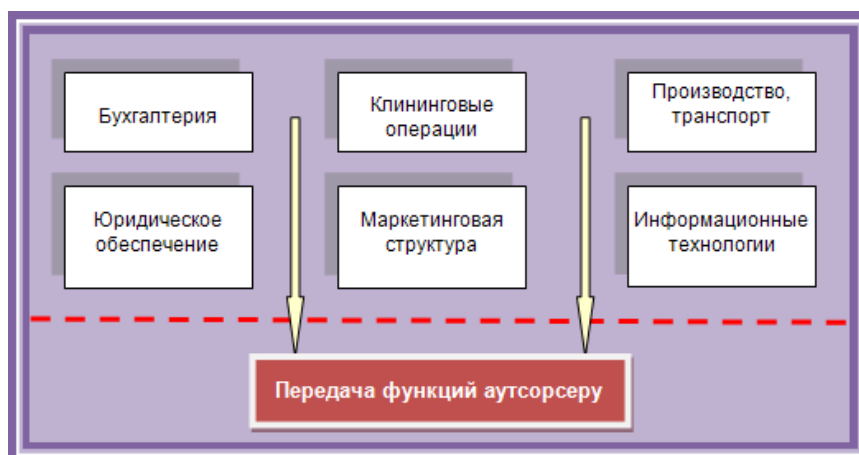 Бухгалтерия
Клининговые
операции
Производство,
транспорт
Юридическое
обеспечение
Маркетинговая
структура
Информационные
технологии
Передача функций аутсорсеру